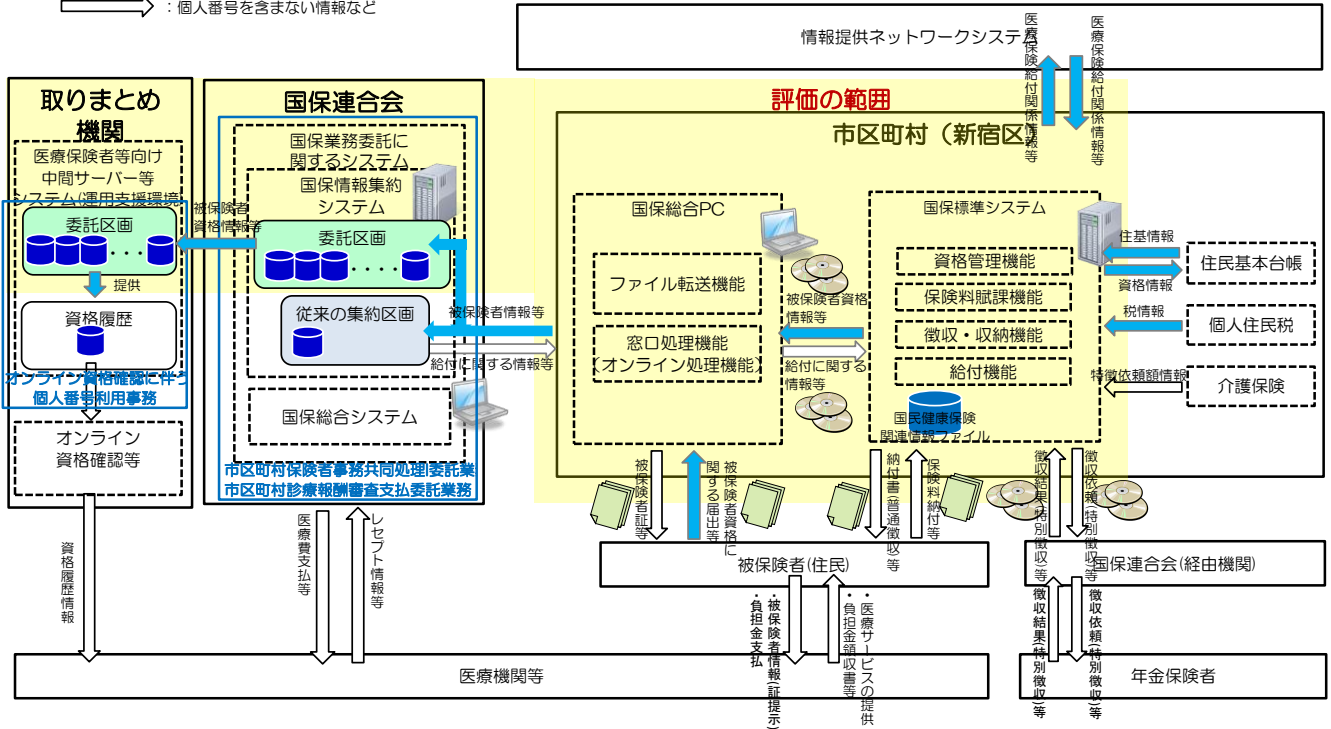 ：個人番号を含まない情報など
情報提供ネットワークシステム
医療保険給付関係情報等
医療保険給付関係情報等
評価の範囲
取りまとめ
機関
医療保険者等向け
中間サーバー等
システム(運用支援環境)
委託区画
・・・
提供
資格履歴
オンライン資格確認に伴う
個人番号利用事務
オンライン
資格確認等
国保連合会
国保業務委託に
関するシステム
国保情報集約
システム
被保険者
資格情報等
委託区画
・・・・
従来の集約区画
国保総合システム
市区町村保険者事務共同処理委託業
市区町村診療報酬審査支払委託業務
被保険者情報等
給付に関する情報等
市区町村（新宿区）
国保総合PC
ファイル転送機能
窓口処理機能
（オンライン処理機能）
被保険者資格
情報等
給付に関する
情報等
国保標準システム
資格管理機能
保険料賦課機能
徴収・収納機能
給付機能
国民健康保険
関連情報ファイル
住基情報
資格情報
税情報
特徴依頼額情報
住民基本台帳
個人住民税
介護保険
被保険者証等
被保険者資格に
関する届出等
納付書(普通徴収)等
保険料納付等
徴収結果(特別徴収)等
徴収依頼(特別徴収)等
被保険者(住民)
国保連合会(経由機関)
資格履歴情報
医療費支払等
レセプト情報等
・被保険者情報(証提示)
・負担金支払
・医療サービスの提供
・負担金領収書等
徴収結果(特別徴収)等
徴収依頼(特別徴収)等
医療機関等
年金保険者